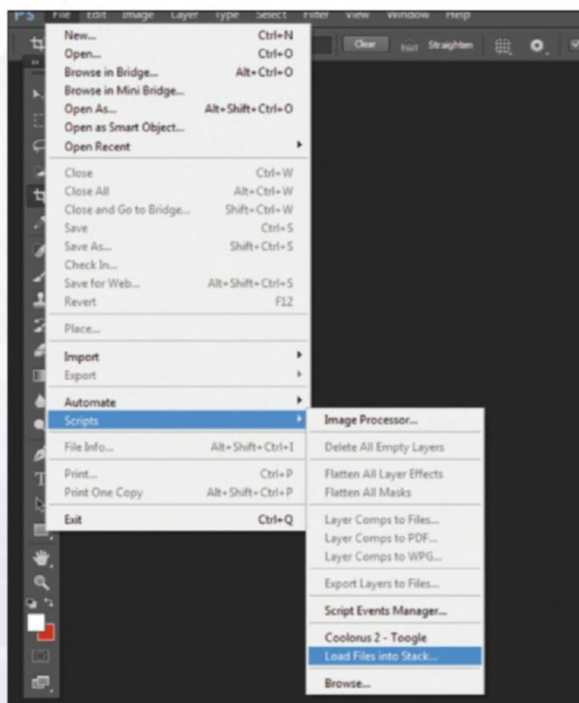 PS File Edit Image Layer Type Select Filter View Window Help
Clear Straighten
New... Ctrl+N
Open... Ctrl+O
Browse in Bridge... Alt+Ctrl+O
Browse in Mini Bridge...
Open As... Alt+Shift+Ctrl+O
Open as Smart Object...
Open Recent
Close Ctrl+W
Close All Alt+Ctrl+W
Close and Go to Bridge... Shift+Ctrl+W
Save Ctrl+S
Save As... Shift+Ctrl+S
Check In...
Save for Web... Alt+Shift+Ctrl+S
Revert F12
Place...
Import
Export
Automate
Scripts
File Info... Alt+Shift+Ctrl+I
Print... Ctrl+P
Print One Copy Alt+Shift+Ctrl+P
Exit Ctrl+Q
Image Processor...
Delete All Empty Layers
Flatten All Layer Effects
Flatten All Masks
Layer Comps to Files...
Layer Comps to PDF...
Layer Comps to WPG...
Export Layers to Files...
Script Events Manager...
Coolorus 2 - Toogle
Load Files into Stack...
Browse...